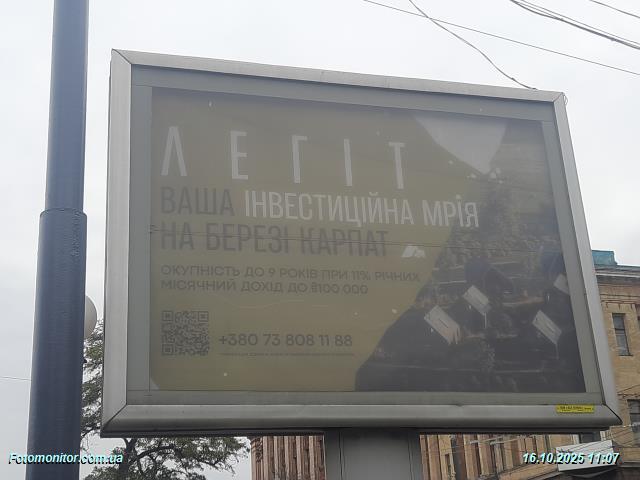 ЛЕГІТ
ВАША ІНВЕСТИЦІЙНА МРІЯ
НА БЕРЕЗІ КАРПАТ
ОКУПНІСТЬ ДО 9 РОКІВ ПРИ 11% РІЧНИХ
МІСЯЧНИЙ ДОХІД ДО ₴100 000
+380 73 808 11 88
Fotomonitor.com.ua
16.10.2025 11:07